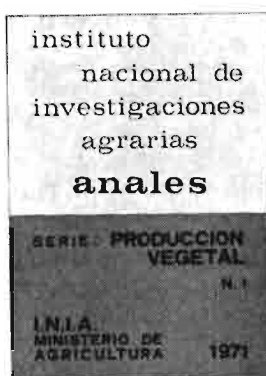 instituto
nacional de
investigaciones
agrarias
anales
SERIE: PRODUCCION
VEGETAL
N. 1
I.N.I.A.
MINISTERIO DE
AGRICULTURA 1971